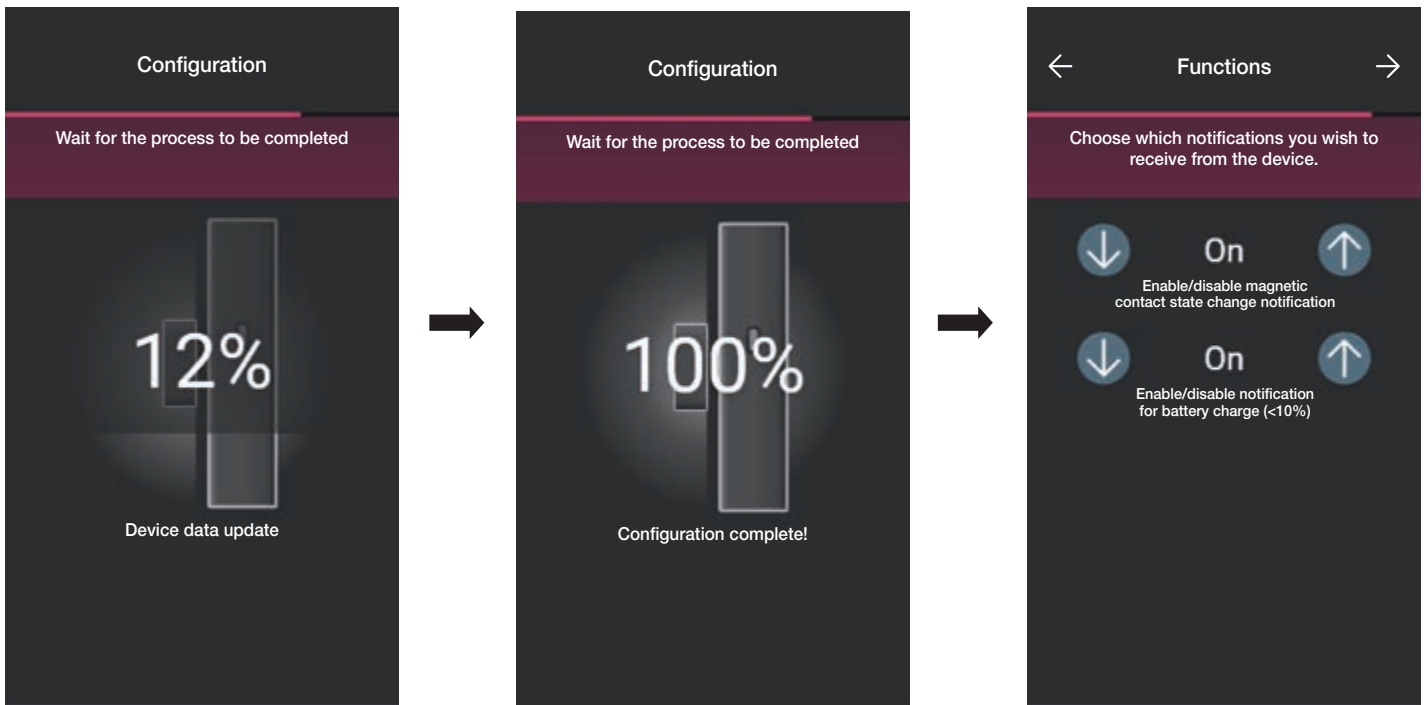 Configuration
Wait for the process to be completed
12%
Device data update
Configuration
Wait for the process to be completed
100%
Configuration complete!
Functions
Choose which notifications you wish to
receive from the device.
On
Enable/disable magnetic
contact state change notification
On
Enable/disable notification
for battery charge (<10%)